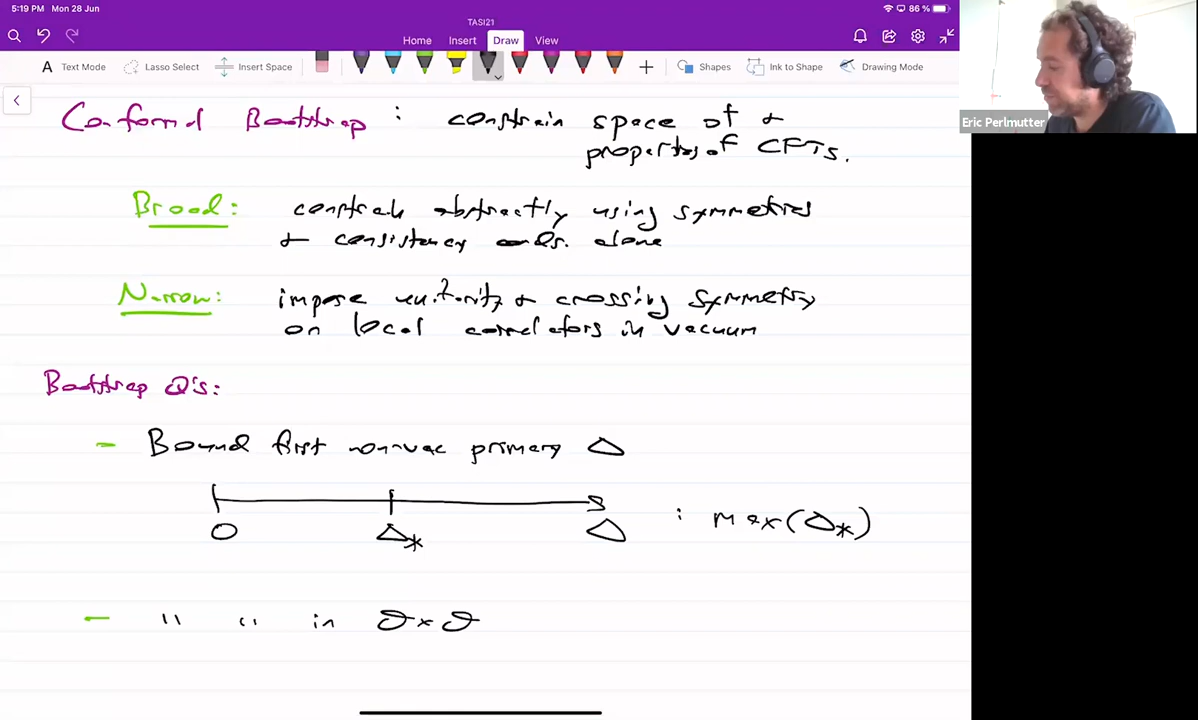 5:19 PM Mon 28 Jun
86 %
TASI21
Home Insert Draw View
A Text Mode Lasso Select Insert Space Shapes Ink to Shape Drawing Mode
Eric Perlmutter
Conformal Bootstrap : constrain space of &
properties of CFTs.
Broad: constrain abstractly using symmetries
& consistency conds. alone
Narrow: impose unitarity & crossing symmetry
on local correlators in vacuum
Bootstrap Q's:
- Bound first non-vac primary Δ
0 Δ* Δ : max(Δ*)
- " " in O×O